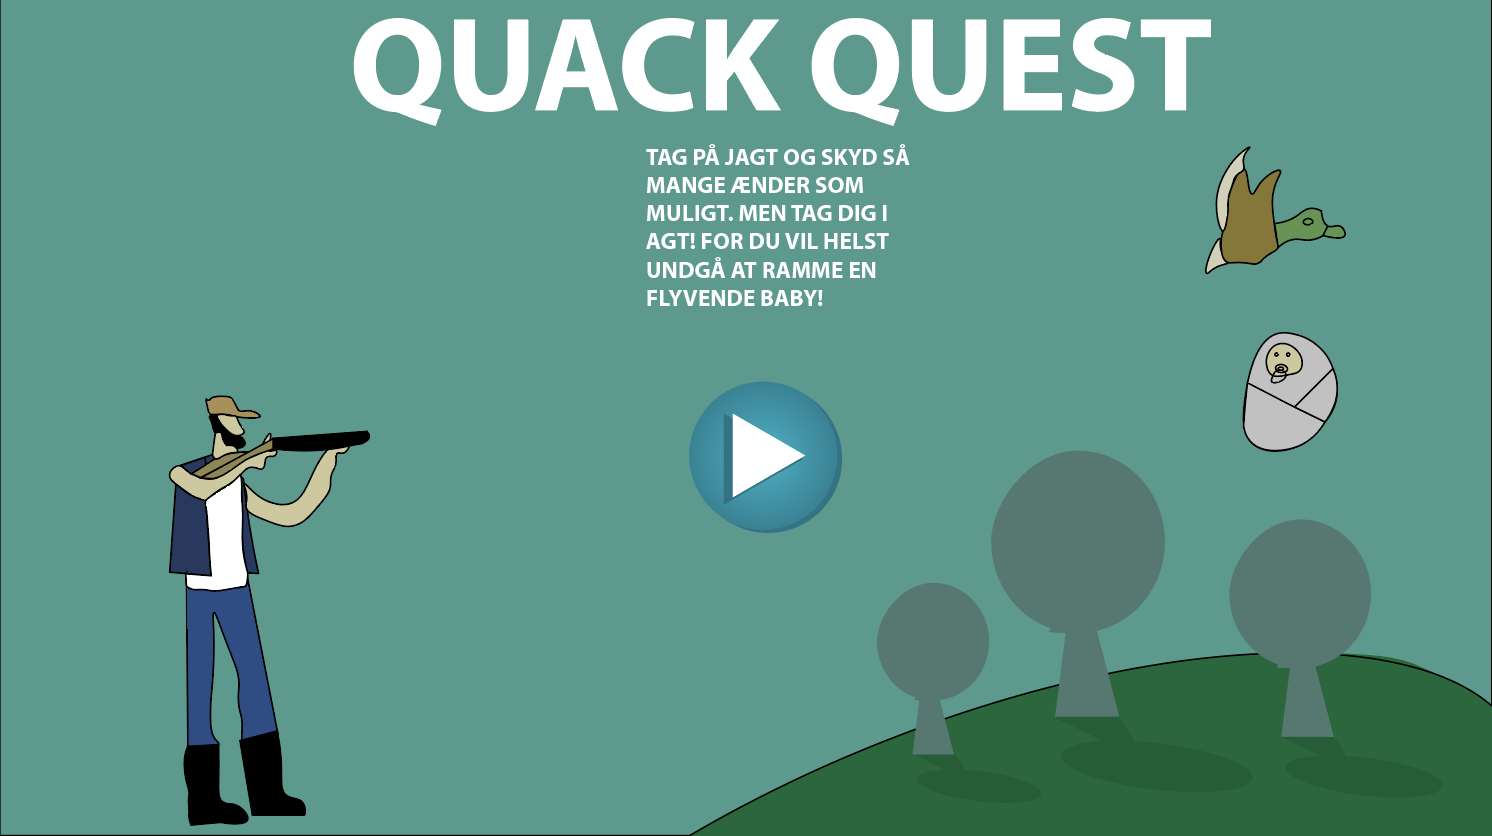 QUACK QUEST
TAG PÅ JAGT OG SKYD SÅ
MANGE ÆNDER SOM
MULIGT. MEN TAG DIG I
AGT! FOR DU VIL HELST
UNDGÅ AT RAMME EN
FLYVENDE BABY!